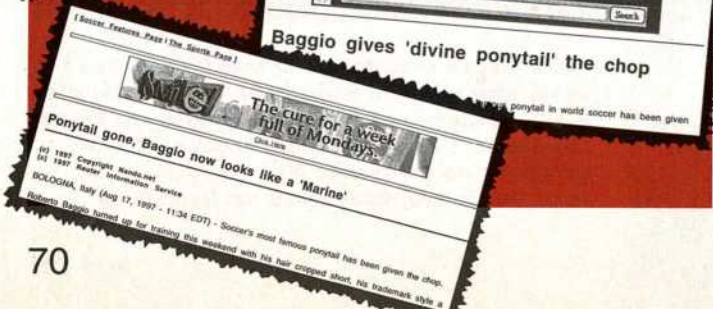 Search
Baggio gives 'divine ponytail' the chop
ponytail in world soccer has been given
[ Soccer Features Page | The Sports Page ]
The cure for a week
full of Mondays.
Click Here
Ponytail gone, Baggio now looks like a 'Marine'
(c) 1997 Copyright Nando.net
(c) 1997 Reuter Information Service
BOLOGNA, Italy (Aug 17, 1997 - 11:34 EDT) - Soccer's most famous ponytail has been given the chop.
Roberto Baggio turned up for training this weekend with his hair cropped short, his trademark style a
70